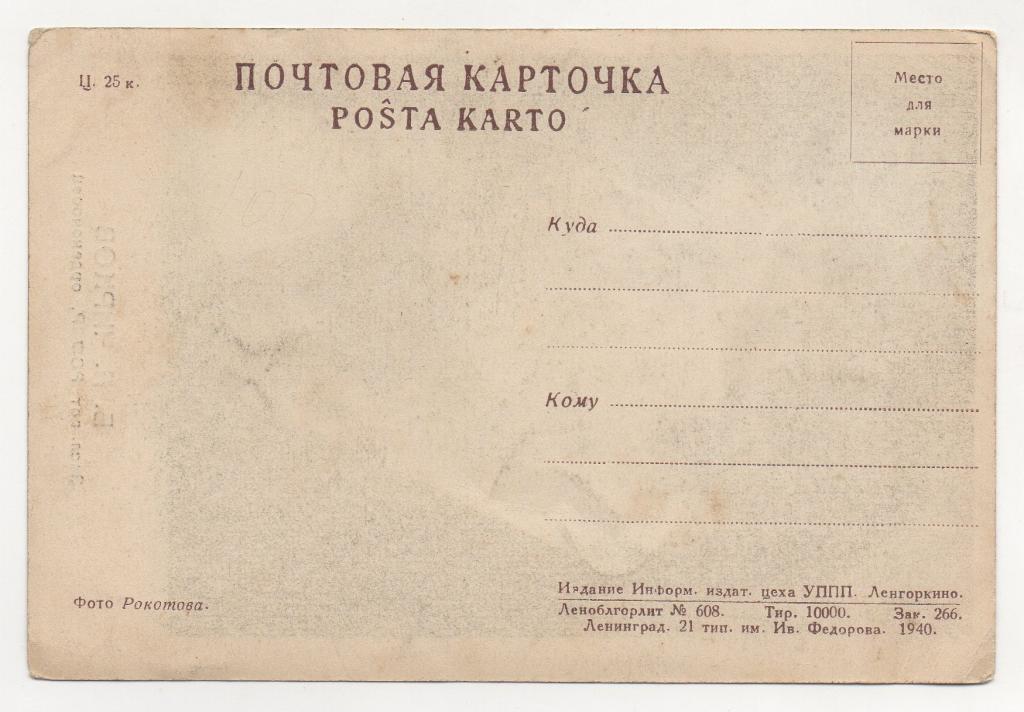 Ц. 25 к.
ПОЧТОВАЯ КАРТОЧКА
POŜTA KARTO
Место
для
марки
Куда
Кому
Фото Рокотова.
Издание Информ. издат. цеха УППП. Ленгоркино.
Леноблгорлит № 608. Тир. 10000. Зак. 266.
Ленинград. 21 тип. им. Ив. Федорова. 1940.